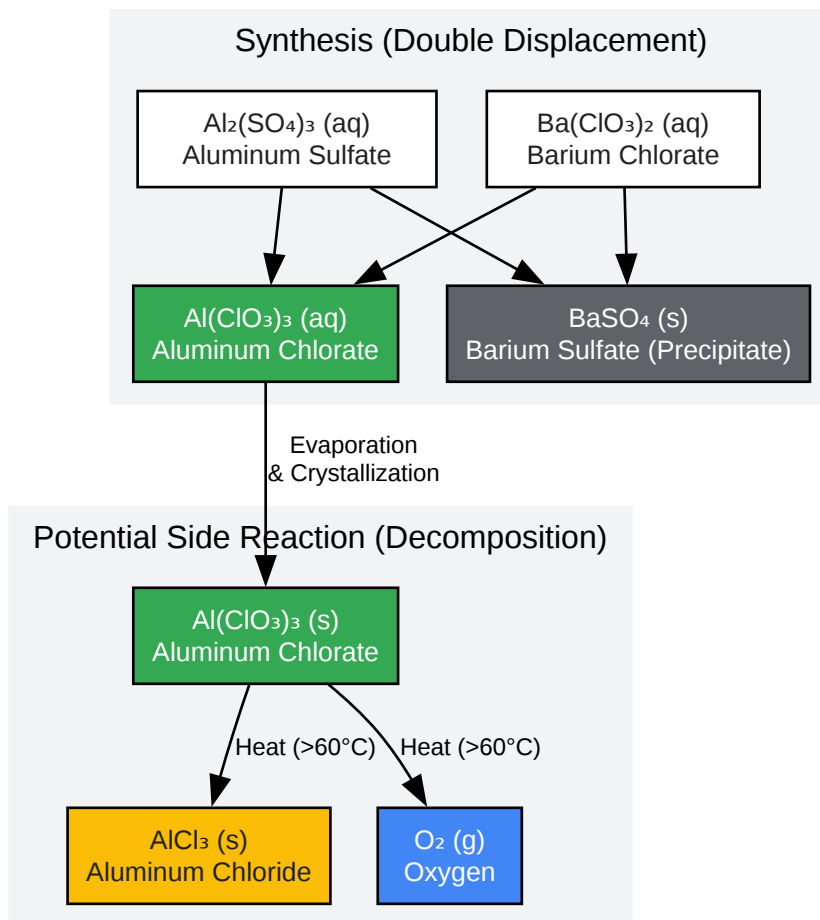 Synthesis (Double Displacement)
Al₂(SO₄)₃ (aq)
Aluminum Sulfate
Ba(ClO₃)₂ (aq)
Barium Chlorate
Al(ClO₃)₃ (aq)
Aluminum Chlorate
BaSO₄ (s)
Barium Sulfate (Precipitate)
Evaporation
& Crystallization
Potential Side Reaction (Decomposition)
Al(ClO₃)₃ (s)
Aluminum Chlorate
Heat (>60°C)
Heat (>60°C)
AlCl₃ (s)
Aluminum Chloride
O₂ (g)
Oxygen